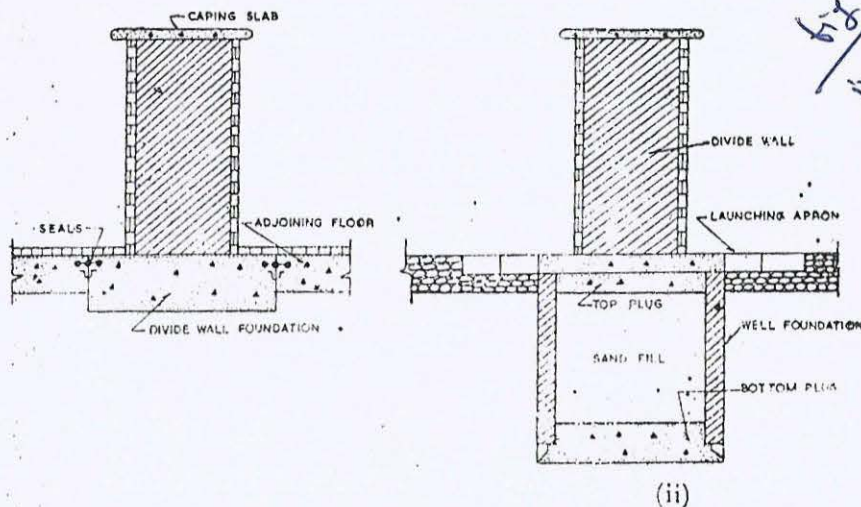 CAPING SLAB
SEALS
ADJOINING FLOOR
DIVIDE WALL FOUNDATION
DIVIDE WALL
LAUNCHING APRON
TOP PLUG
WELL FOUNDATION
SAND FILL
BOTTOM PLUG
(ii)